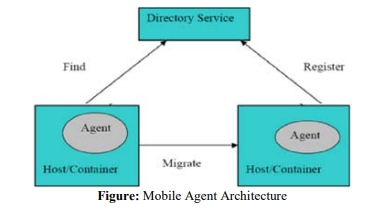 Directory Service
Find
Register
Agent
Agent
Host/Container
Host/Container
Migrate
Figure: Mobile Agent Architecture